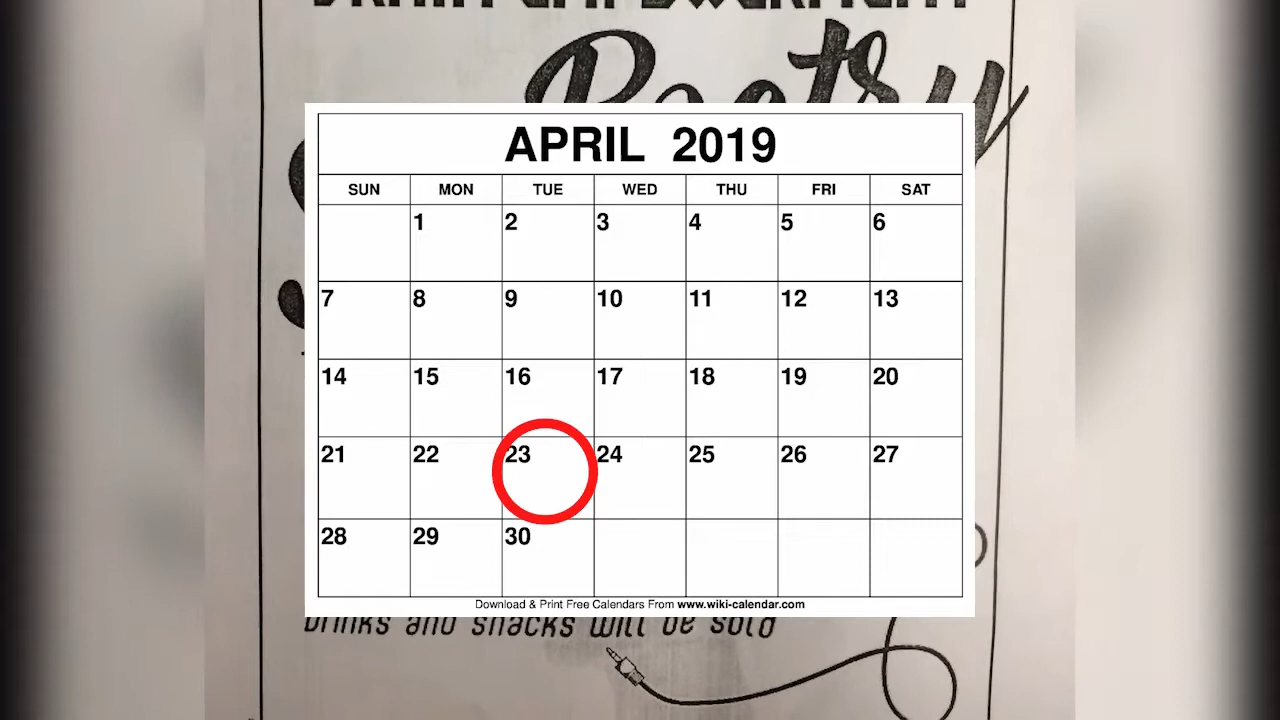 Poetry
APRIL 2019
SUN MON TUE WED THU FRI SAT
1 2 3 4 5 6
7 8 9 10 11 12 13
14 15 16 17 18 19 20
21 22 23 24 25 26 27
28 29 30
Download & Print Free Calendars From www.wiki-calendar.com
Drinks and snacks will be sold